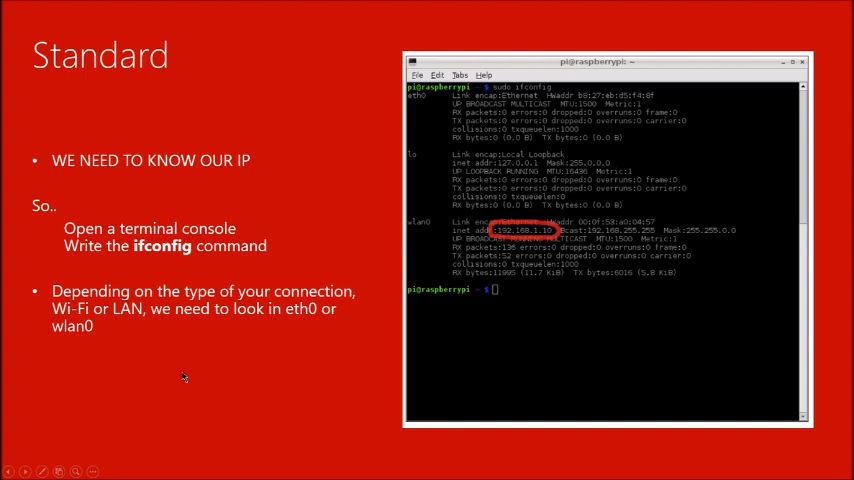 Standard
• WE NEED TO KNOW OUR IP
So..
Open a terminal console
Write the ifconfig command
• Depending on the type of your connection,
Wi-Fi or LAN, we need to look in eth0 or
wlan0
pi@raspberrypi: ~
File Edit Tabs Help
pi@raspberrypi ~ $ sudo ifconfig
eth0 Link encap:Ethernet HWaddr b8:27:eb:d5:f4:8f
UP BROADCAST MULTICAST MTU:1500 Metric:1
RX packets:0 errors:0 dropped:0 overruns:0 frame:0
TX packets:0 errors:0 dropped:0 overruns:0 carrier:0
collisions:0 txqueuelen:1000
RX bytes:0 (0.0 B) TX bytes:0 (0.0 B)
lo Link encap:Local Loopback
inet addr:127.0.0.1 Mask:255.0.0.0
UP LOOPBACK RUNNING MTU:16436 Metric:1
RX packets:0 errors:0 dropped:0 overruns:0 frame:0
TX packets:0 errors:0 dropped:0 overruns:0 carrier:0
collisions:0 txqueuelen:0
RX bytes:0 (0.0 B) TX bytes:0 (0.0 B)
wlan0 Link encap:Ethernet HWaddr 00:0f:53:a0:04:57
inet addr:192.168.1.10 Bcast:192.168.255.255 Mask:255.255.0.0
UP BROADCAST RUNNING MULTICAST MTU:1500 Metric:1
RX packets:136 errors:0 dropped:0 overruns:0 frame:0
TX packets:52 errors:0 dropped:0 overruns:0 carrier:0
collisions:0 txqueuelen:1000
RX bytes:11995 (11.7 KiB) TX bytes:6016 (5.8 KiB)
pi@raspberrypi ~ $